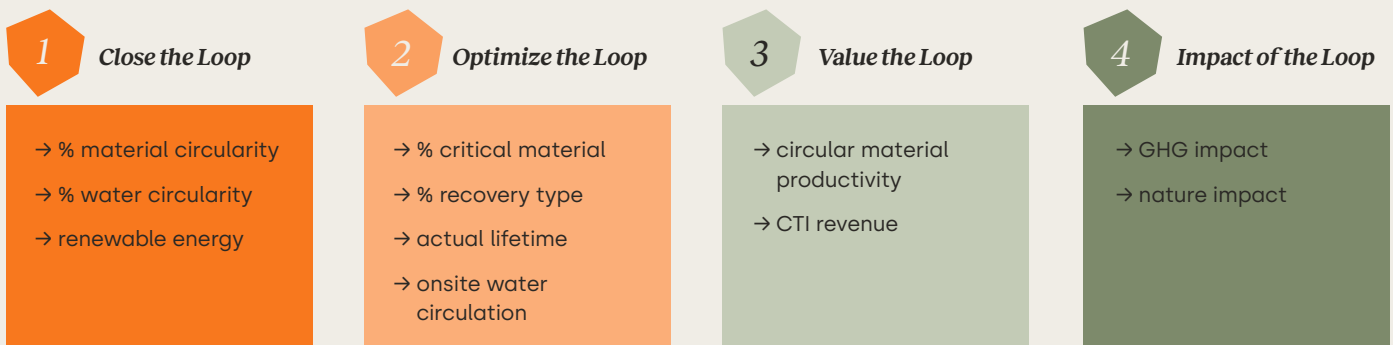 1 Close the Loop
→ % material circularity
→ % water circularity
→ renewable energy
2 Optimize the Loop
→ % critical material
→ % recovery type
→ actual lifetime
→ onsite water
circulation
3 Value the Loop
→ circular material
productivity
→ CTI revenue
4 Impact of the Loop
→ GHG impact
→ nature impact